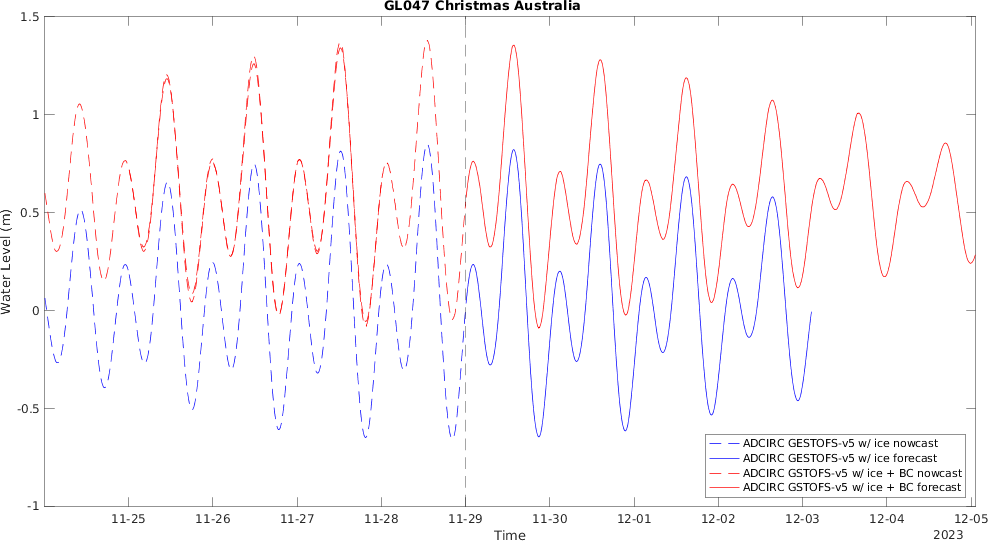 GL047 Christmas Australia
1.5
1
0.5
0
-0.5
-1
Water Level (m)
11-25
11-26
11-27
11-28
11-29
11-30
12-01
12-02
12-03
12-04
12-05
Time
2023
ADCIRC GESTOFS-v5 w/ ice nowcast
ADCIRC GESTOFS-v5 w/ ice forecast
ADCIRC GSTOFS-v5 w/ ice + BC nowcast
ADCIRC GSTOFS-v5 w/ ice + BC forecast